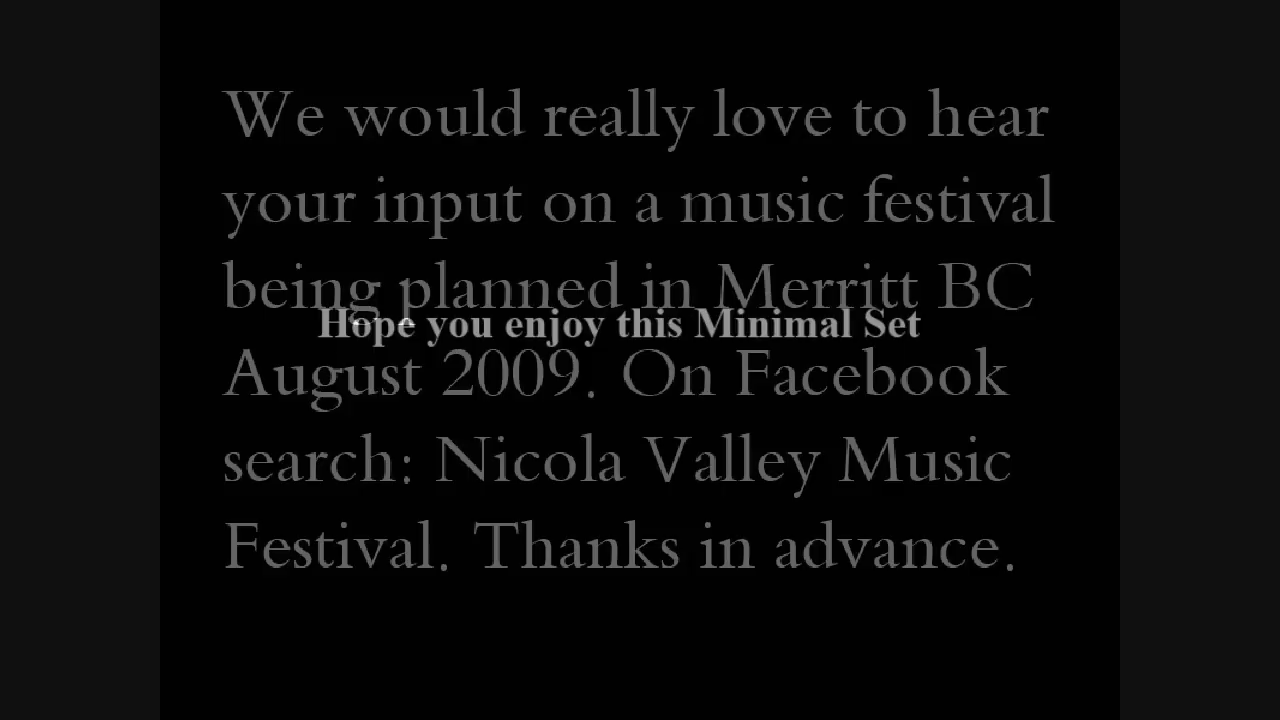 We would really love to hear
your input on a music festival
being planned in Merritt BC
Hope you enjoy this Minimal Set
August 2009. On Facebook
search: Nicola Valley Music
Festival. Thanks in advance.